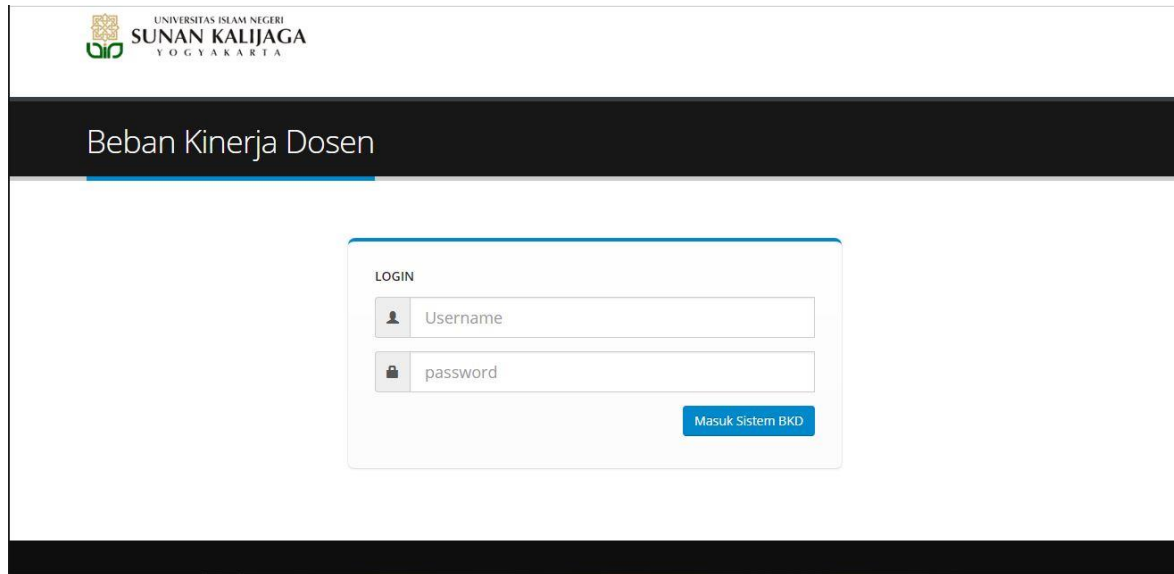 UNIVERSITAS ISLAM NEGERI
SUNAN KALIJAGA
YOGYAKARTA
Beban Kinerja Dosen
LOGIN
Username
password
Masuk Sistem BKD